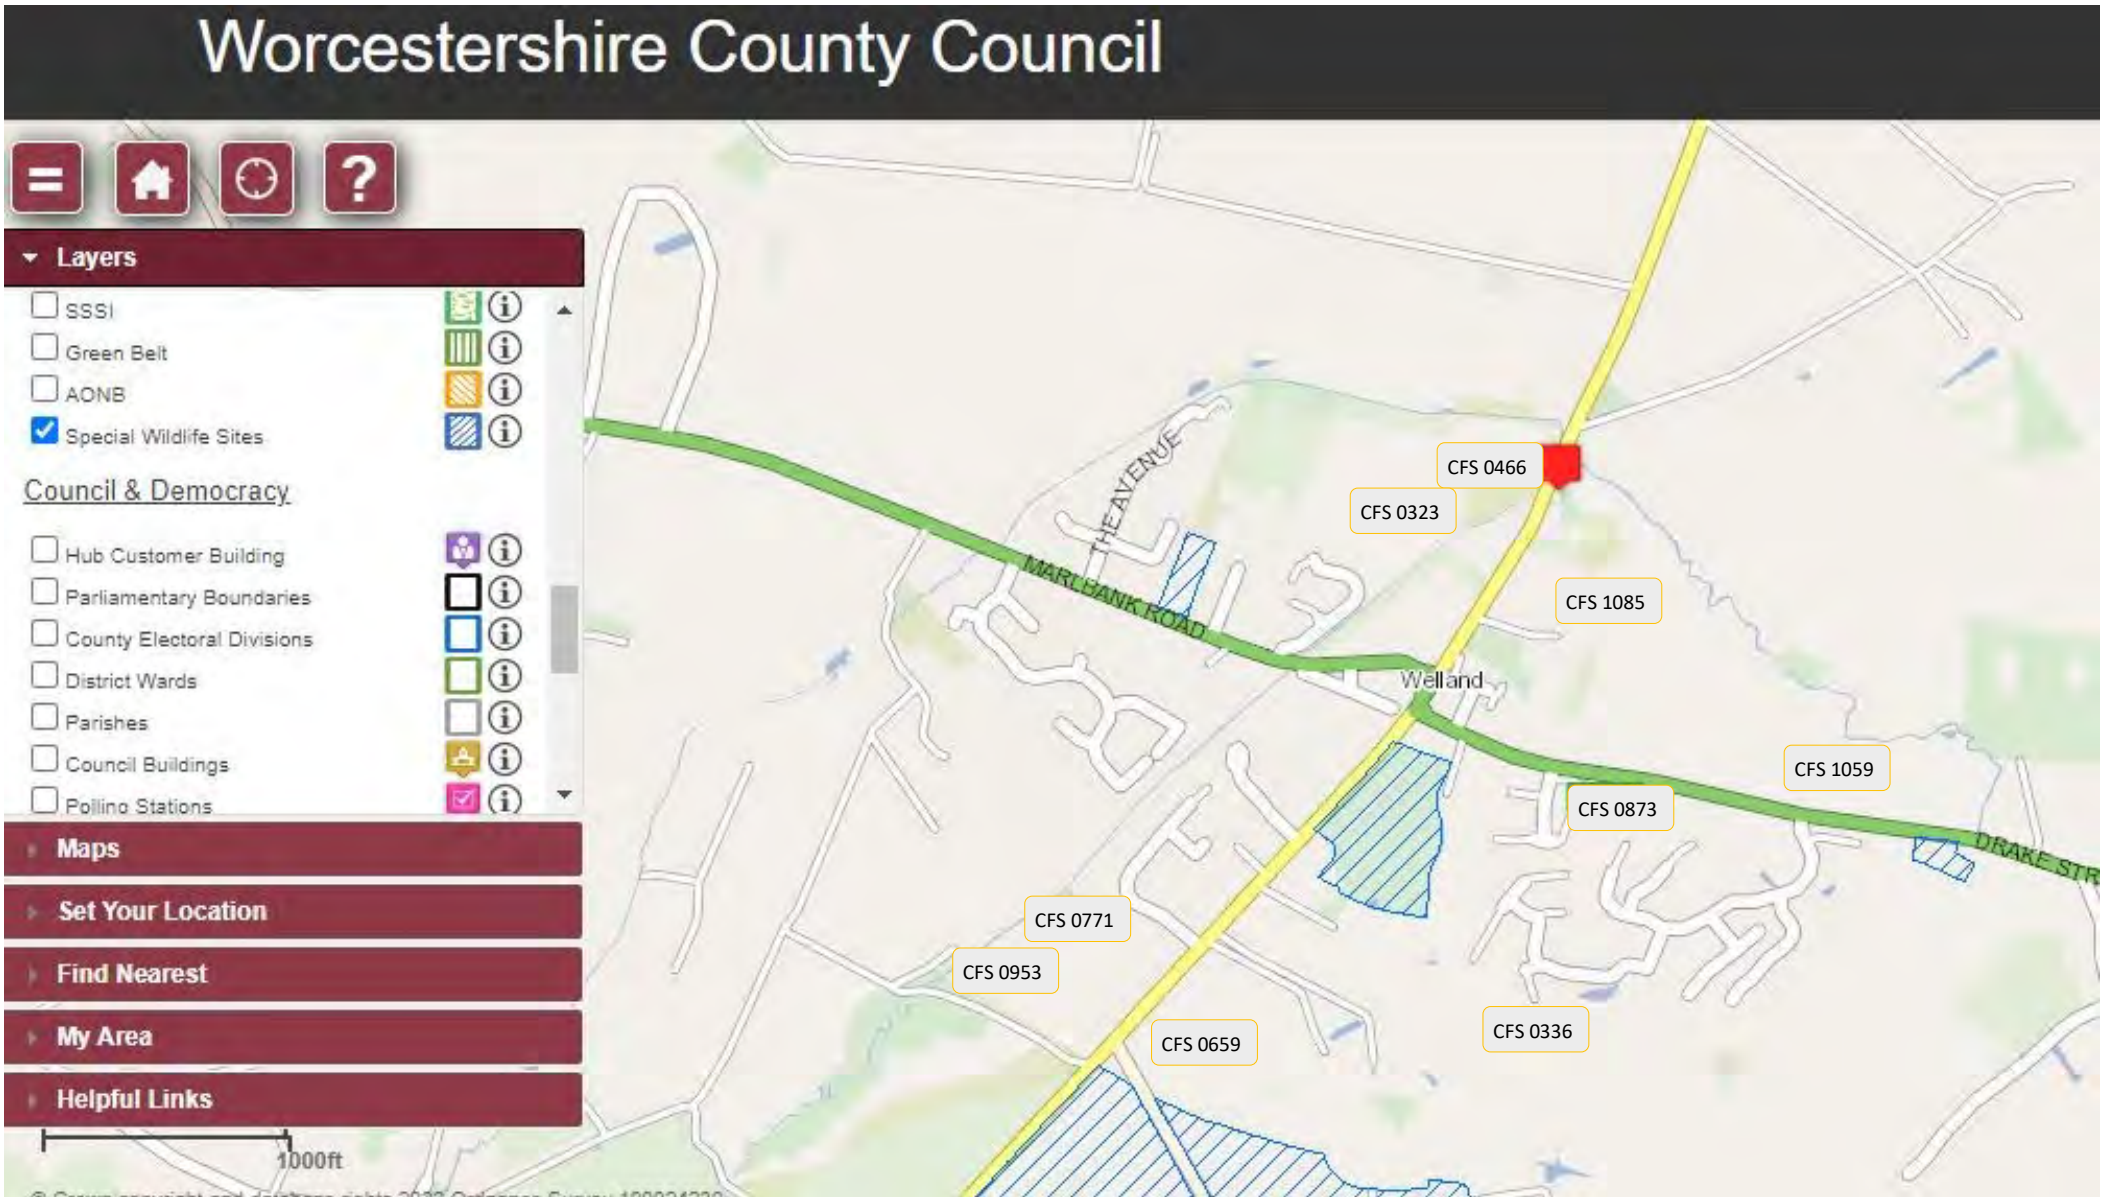 Worcestershire County Council
?
Layers
SSSI
Green Belt
AONB
Special Wildlife Sites
Council & Democracy
Hub Customer Building
Parliamentary Boundaries
County Electoral Divisions
District Wards
Parishes
Council Buildings
Polling Stations
Maps
Set Your Location
Find Nearest
My Area
Helpful Links
1000ft
THE AVENUE
MARLBANK ROAD
CFS 0466
CFS 0323
CFS 1085
Welland
CFS 1059
CFS 0873
DRAKE STR
CFS 0771
CFS 0953
CFS 0659
CFS 0336